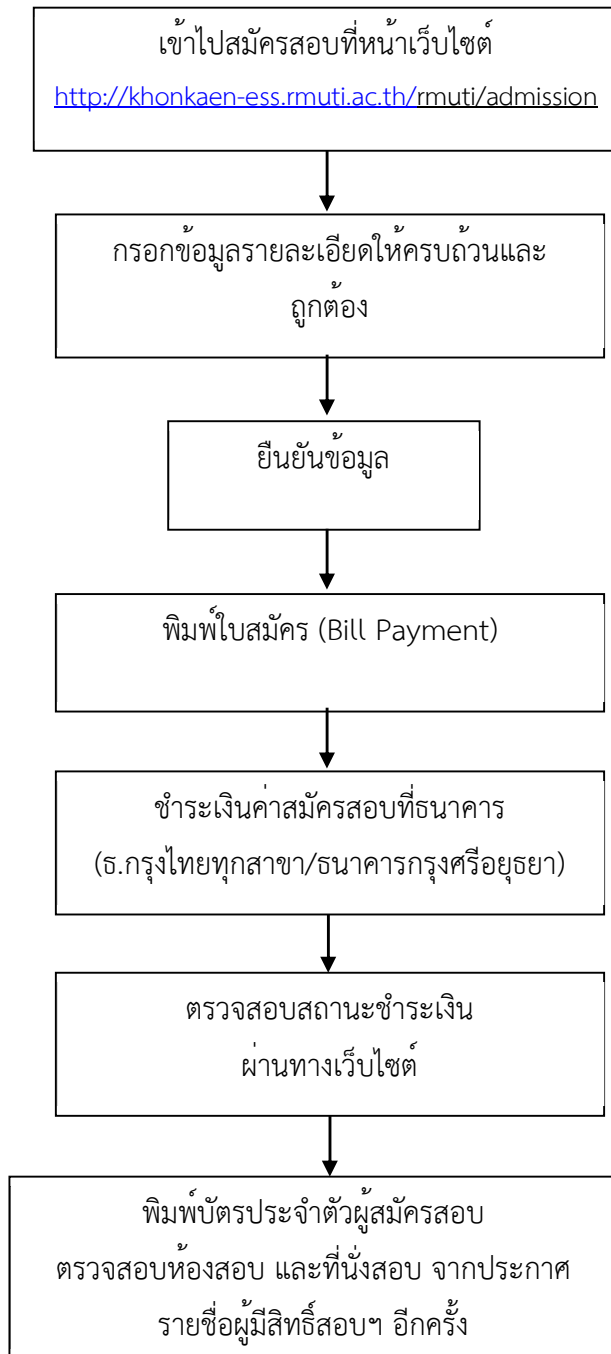 เข้าไปสมัครสอบที่หน้าเว็บไซต์
http://khonkaen-ess.rmuti.ac.th/rmuti/admission
กรอกข้อมูลรายละเอียดให้ครบถ้วนและ
ถูกต้อง
ยืนยันข้อมูล
พิมพ์ใบสมัคร (Bill Payment)
ชำระเงินค่าสมัครสอบที่ธนาคาร
(ธ.กรุงไทยทุกสาขา/ธนาคารกรุงศรีอยุธยา)
ตรวจสอบสถานะชำระเงิน
ผ่านทางเว็บไซต์
พิมพ์บัตรประจำตัวผู้สมัครสอบ
ตรวจสอบห้องสอบ และที่นั่งสอบ จากประกาศ
รายชื่อผู้มีสิทธิ์สอบฯ อีกครั้ง